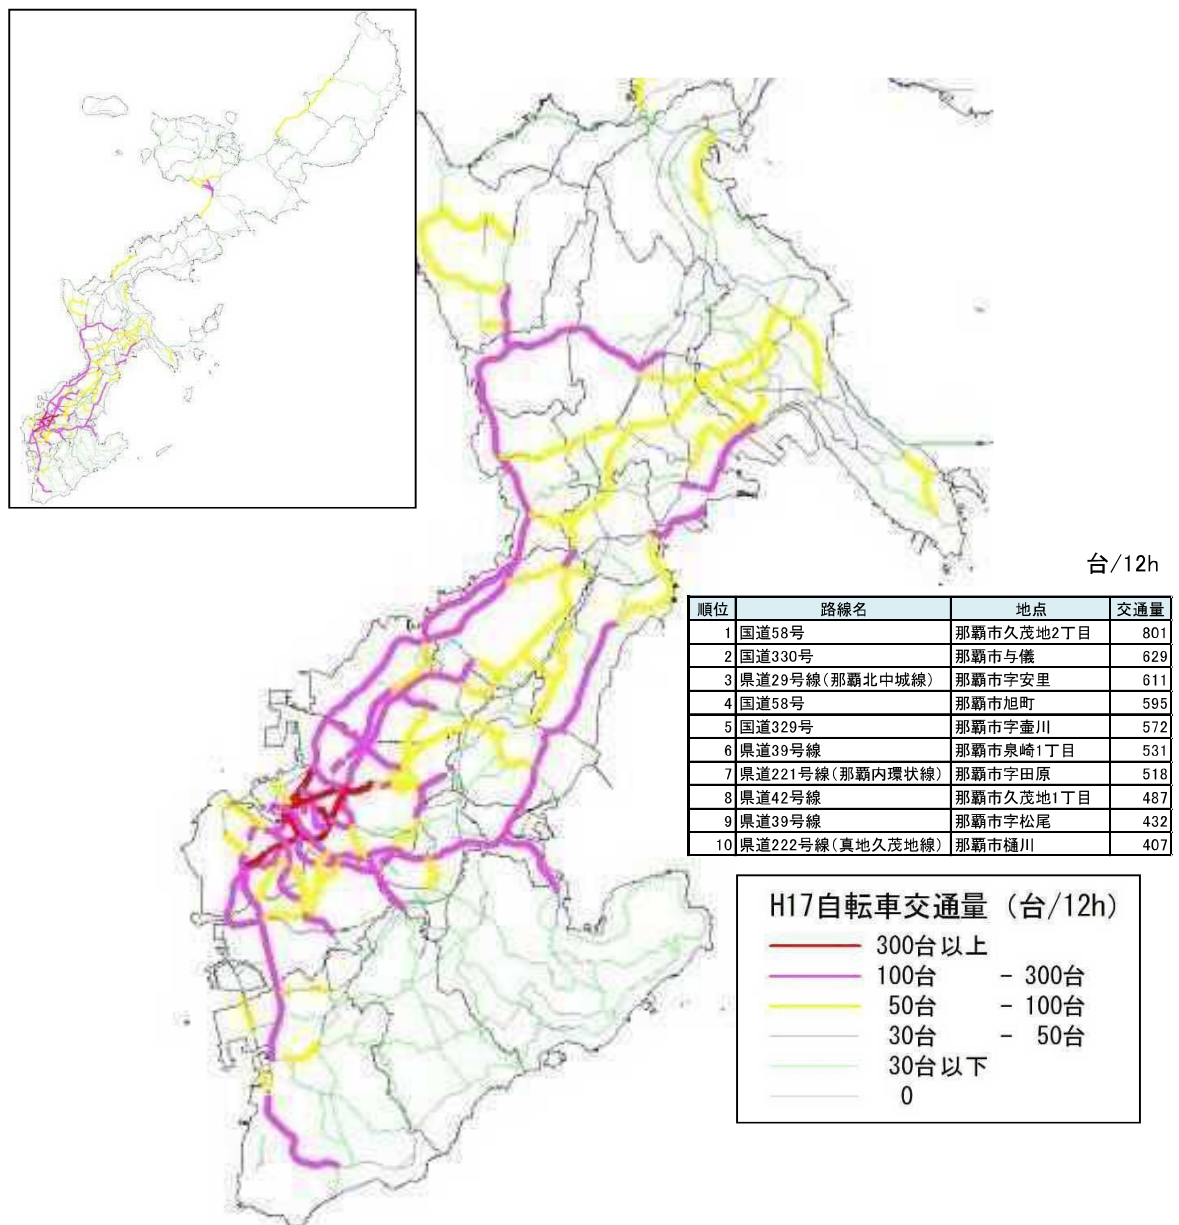 台/12h
順位 路線名 地点 交通量
1 国道58号 那覇市久茂地2丁目 801
2 国道330号 那覇市与儀 629
3 県道29号線(那覇北中城線) 那覇市字安里 611
4 国道58号 那覇市旭町 595
5 国道329号 那覇市字壷川 572
6 県道39号線 那覇市泉崎1丁目 531
7 県道221号線(那覇内環状線) 那覇市字田原 518
8 県道42号線 那覇市久茂地1丁目 487
9 県道39号線 那覇市字松尾 432
10 県道222号線(真地久茂地線) 那覇市樋川 407
H17自転車交通量 (台/12h)
300台以上
100台 - 300台
50台 - 100台
30台 - 50台
30台以下
0